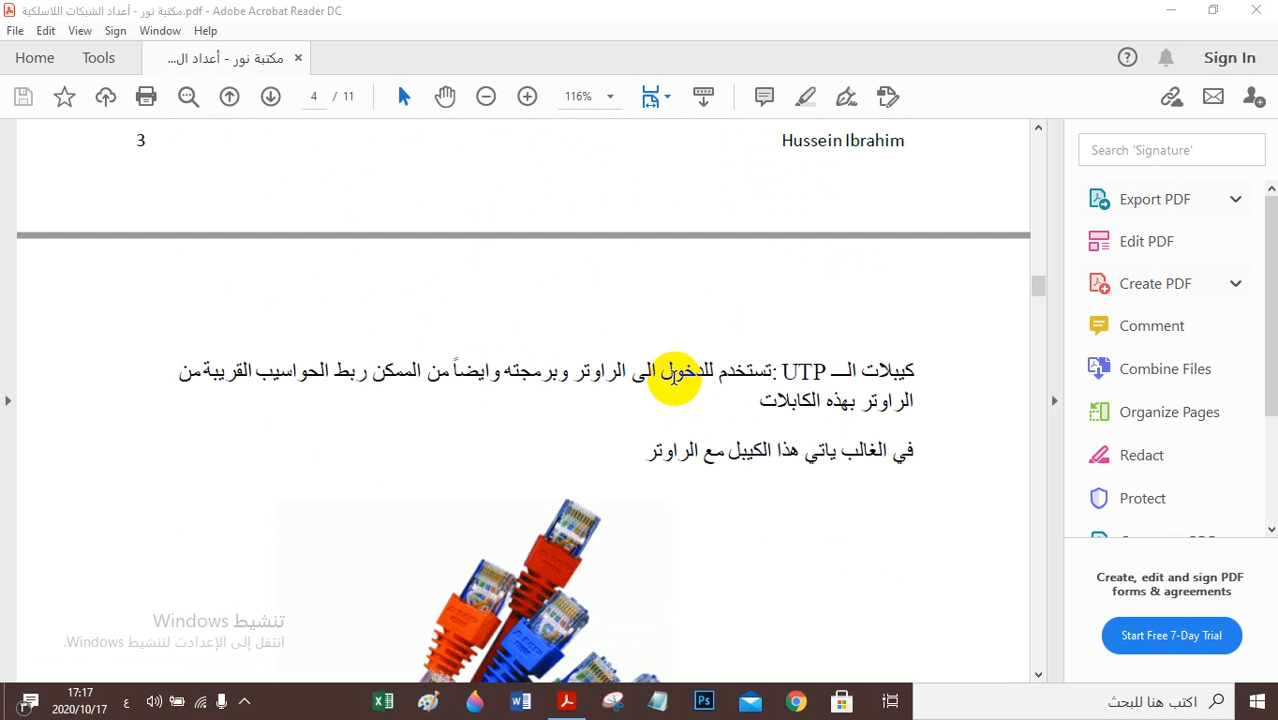 مكتبة نور - أعداد الشبكات اللاسلكية.pdf - Adobe Acrobat Reader DC
File Edit View Sign Window Help
Home Tools مكتبة نور - أعداد ال... × Sign In
4 / 11 116%
3 Hussein Ibrahim
كيبلات الـــ UTP :تستخدم للدخول الى الراوتر وبرمجته وايضاً من الممكن ربط الحواسيب القريبة من
الراوتر بهذه الكابلات
في الغالب ياتي هذا الكيبل مع الراوتر
AMP
تنشيط Windows
انتقل إلى الإعدادت لتنشيط Windows.
Search 'Signature'
Export PDF
Edit PDF
Create PDF
Comment
Combine Files
Organize Pages
Redact
Protect
Create, edit and sign PDF
forms & agreements
Start Free 7-Day Trial
17:17
2020/10/17
ع
اكتب هنا للبحث